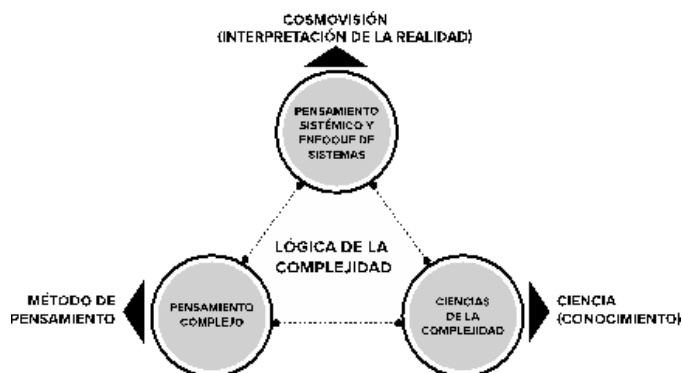 COSMOVISIÓN
(INTERPRETACIÓN DE LA REALIDAD)
PENSAMIENTO
SISTÉMICO Y
ENFOQUE DE
SISTEMAS
LÓGICA DE LA
COMPLEJIDAD
MÉTODO DE
PENSAMIENTO
PENSAMIENTO
COMPLEJO
CIENCIAS
DE LA
COMPLEJIDAD
CIENCIA
(CONOCIMIENTO)